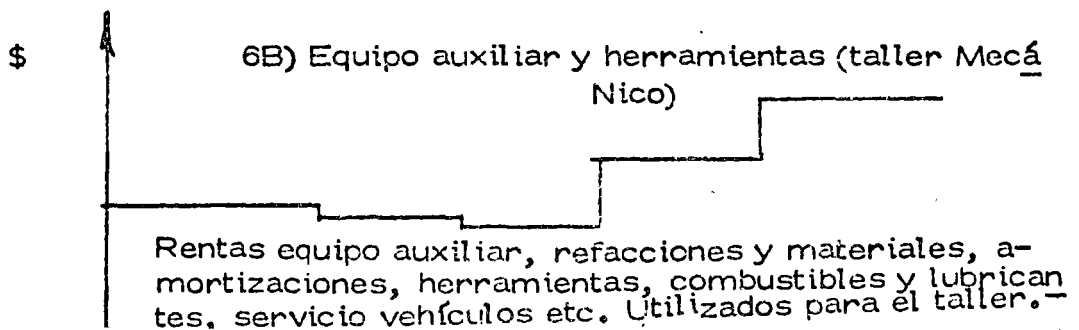 $
6B) Equipo auxiliar y herramientas (taller Mecá
Nico)
Rentas equipo auxiliar, refacciones y materiales, a-
mortizaciones, herramientas, combustibles y lubrican
tes, servicio vehículos etc. Utilizados para el taller.-